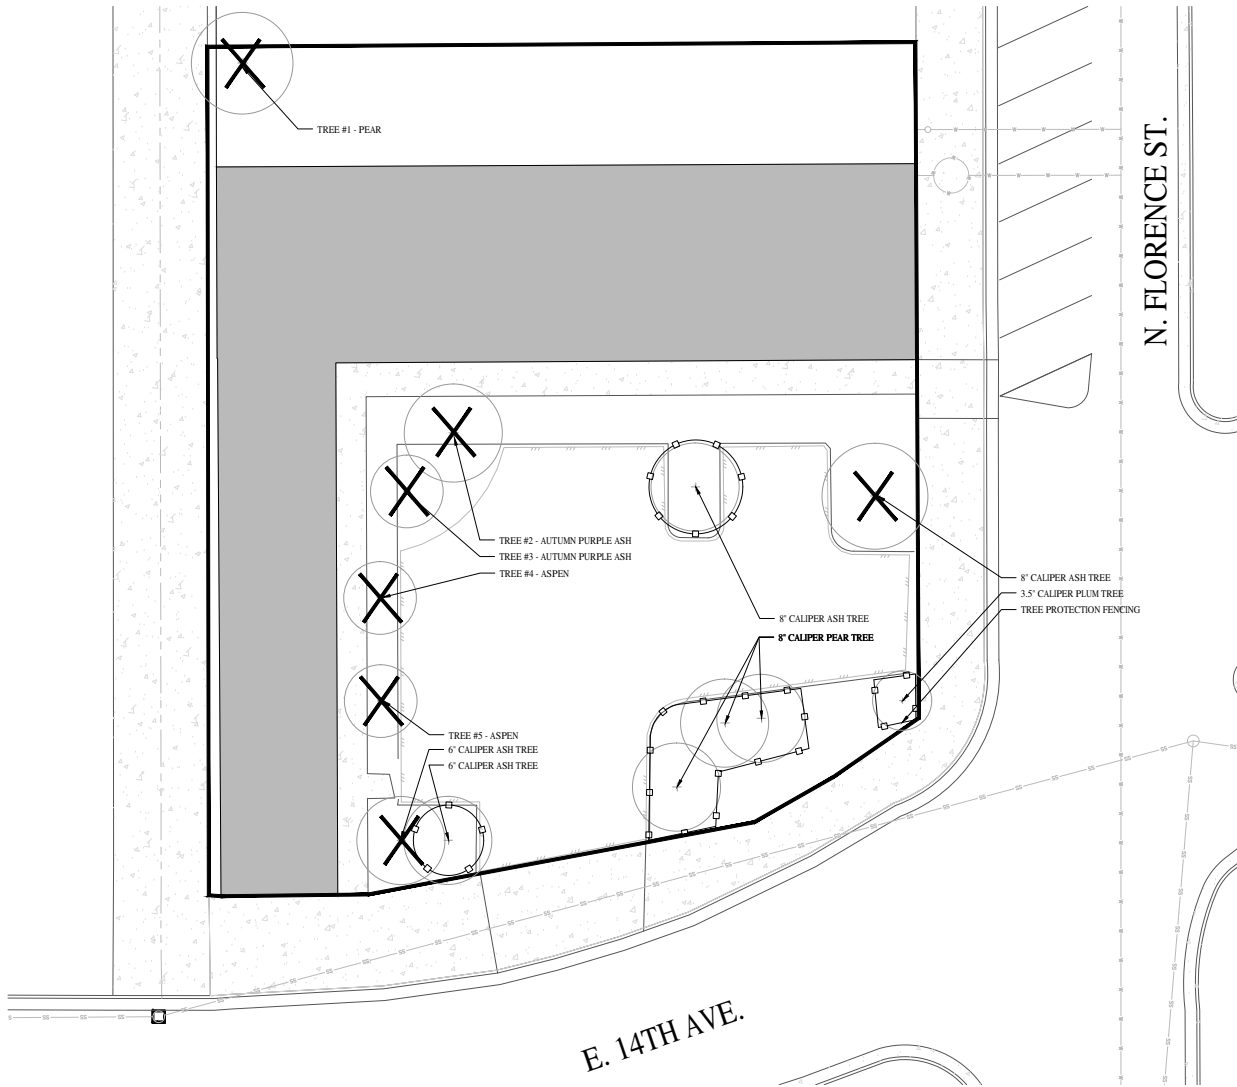 TREE #1 - PEAR
N. FLORENCE ST.
TREE #2 - AUTUMN PURPLE ASH
TREE #3 - AUTUMN PURPLE ASH
TREE #4 - ASPEN
8" CALIPER ASH TREE
3.5" CALIPER PLUM TREE
TREE PROTECTION FENCING
8" CALIPER ASH TREE
8" CALIPER PEAR TREE
TREE #5 - ASPEN
6" CALIPER ASH TREE
6" CALIPER ASH TREE
E. 14TH AVE.